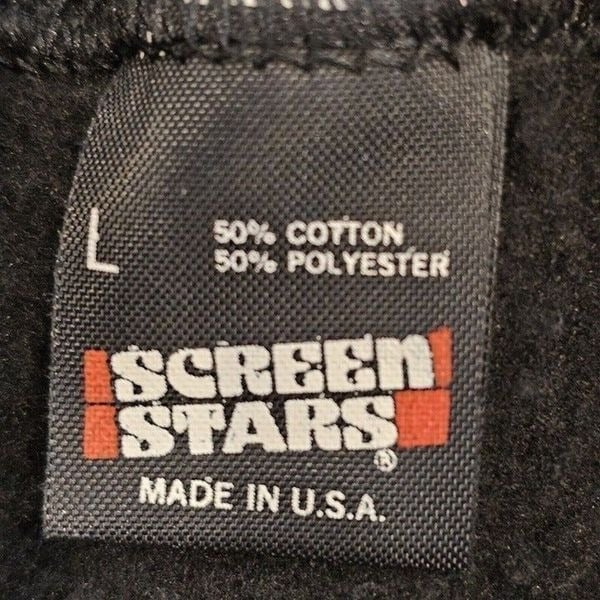 L
50% COTTON
50% POLYESTER
SCREEn
STARS
®
MADE IN U.S.A.